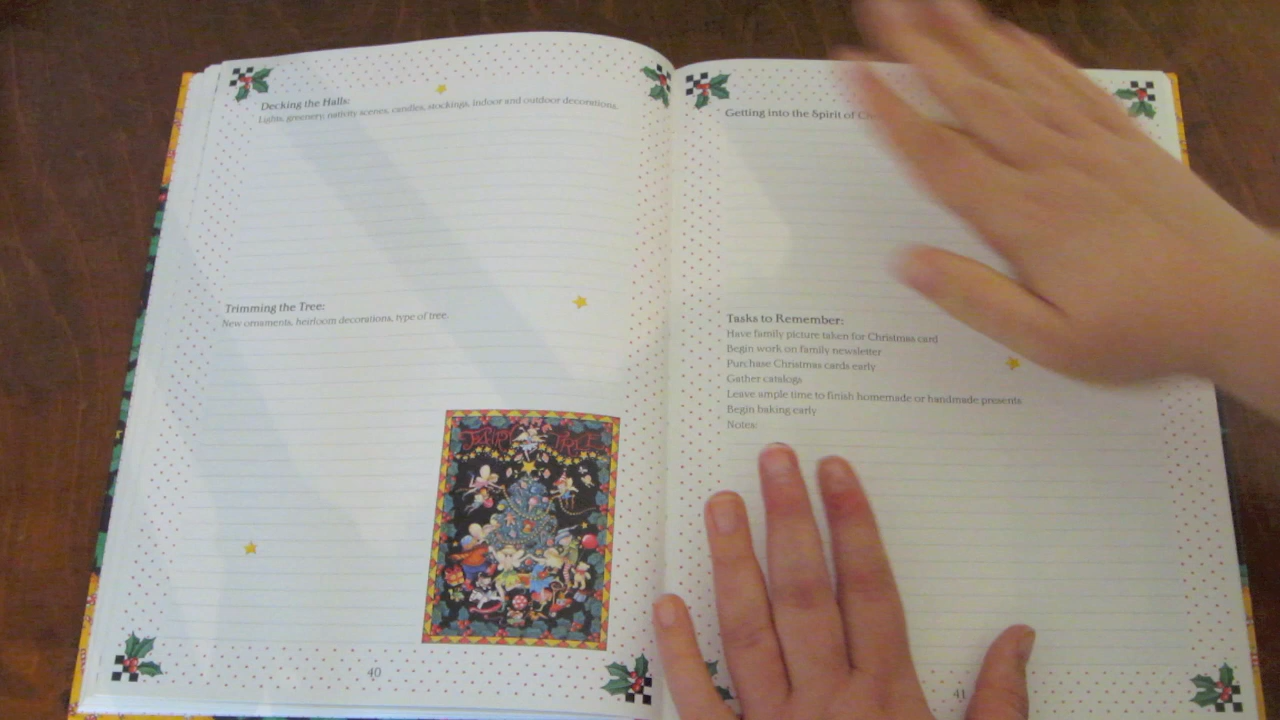 Decking the Halls:
Lights, greenery, nativity scenes, candles, stockings, indoor and outdoor decorations.
Trimming the Tree:
New ornaments, heirloom decorations, type of tree.
FAIRY TREE
40
Getting into the Spirit of
Tasks to Remember:
Have family picture taken for Christmas card
Begin work on family newsletter
Purchase Christmas cards early
Gather catalogs
Leave ample time to finish homemade or handmade presents
Begin baking early
Notes:
41